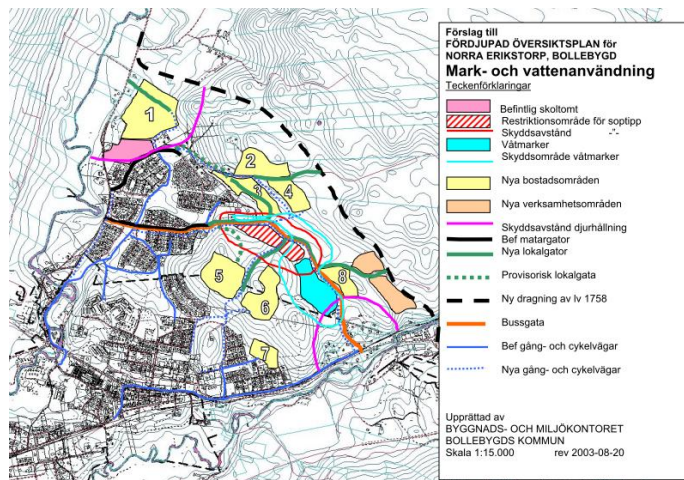 Förslag till
FÖRDJUPAD ÖVERSIKTSPLAN för
NORRA ERIKSTORP, BOLLEBYGD
Mark- och vattenanvändning
Teckenförklaringar
Befintlig skoltomt
Restriktionsområde för soptipp
Skyddsavstånd -"-
Våtmarker
Skyddsområde våtmarker
Nya bostadsområden
Nya verksamhetsområden
Skyddsavstånd djurhållning
Bef matargator
Nya lokalgator
Provisorisk lokalgata
Ny dragning av lv 1758
Bussgata
Bef gång- och cykelvägar
Nya gång- och cykelvägar
Upprättad av
BYGGNADS- OCH MILJÖKONTORET
BOLLEBYGDS KOMMUN
Skala 1:15.000 rev 2003-08-20
1
2
3
4
5
6
7
8